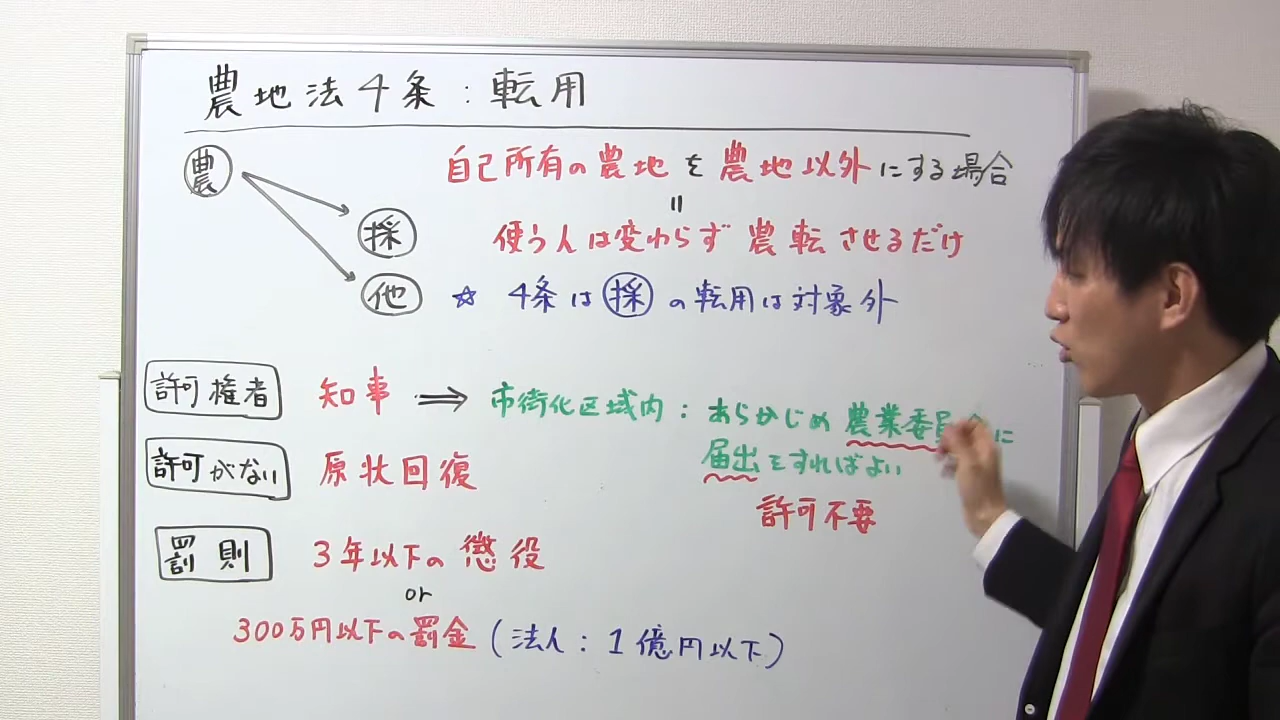 農地法4条：転用
農
自己所有の農地を農地以外にする場合
=
採
使う人は変わらず農転させるだけ
他
☆ 4条は採の転用は対象外
許可権者
知事 ⇒ 市街化区域内：あらかじめ農業委員会に
届出をすればよい
許可がない
原状回復
許可不要
罰則
3年以下の懲役
or
300万円以下の罰金(法人：1億円以下)